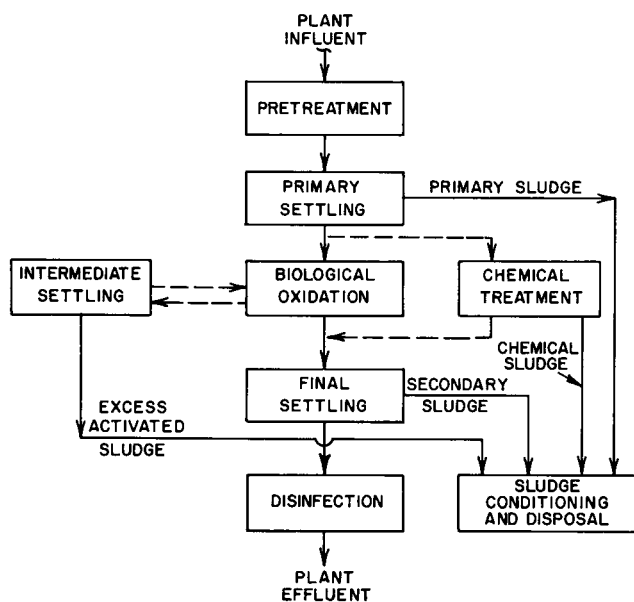 PLANT
INFLUENT
PRETREATMENT
PRIMARY
SETTLING
PRIMARY SLUDGE
INTERMEDIATE
SETTLING
BIOLOGICAL
OXIDATION
CHEMICAL
TREATMENT
CHEMICAL
SLUDGE
FINAL
SETTLING
SECONDARY
SLUDGE
EXCESS
ACTIVATED
SLUDGE
DISINFECTION
SLUDGE
CONDITIONING
AND DISPOSAL
PLANT
EFFLUENT